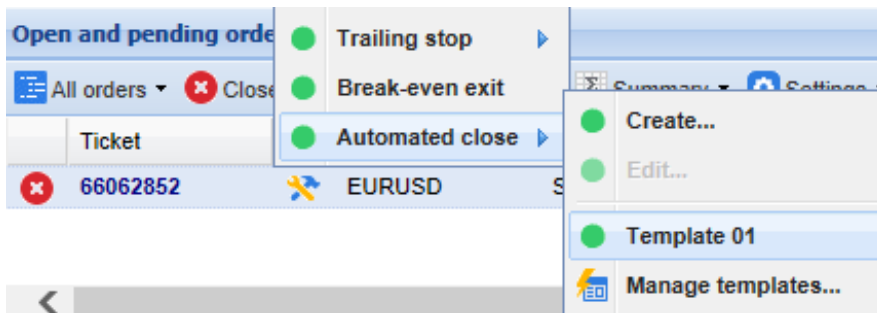 Open and pending orde
Trailing stop
All orders
Close
Break-even exit
Summary
Settings
Ticket
Automated close
Create...
Edit...
66062852
EURUSD
S
Template 01
Manage templates...